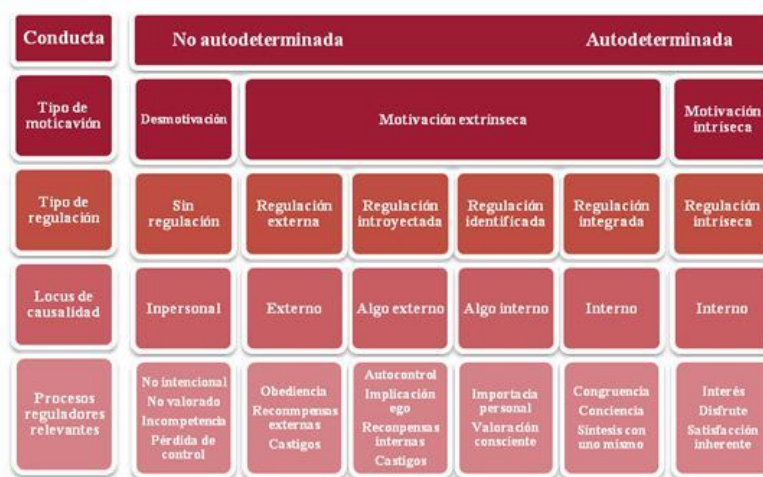 Conducta
No autodeterminada
Autodeterminada
Tipo de
moticavión
Desmotivación
Motivación extrínseca
Motivación
intríseca
Tipo de
regulación
Sin
regulación
Regulación
externa
Regulación
introyectada
Regulación
identificada
Regulación
integrada
Regulación
intríseca
Locus de
causalidad
Inpersonal
Externo
Algo externo
Algo interno
Interno
Interno
Procesos
reguladores
relevantes
No intencional
No valorado
Incompetencia
Pérdida de
control
Obediencia
Reconmpensas
externas
Castigos
Autocontrol
Implicación
ego
Reconpensas
internas
Castigos
Importacia
personal
Valoración
consciente
Congruencia
Conciencia
Síntesis con
uno mismo
Interés
Disfrute
Satisfacción
inherente